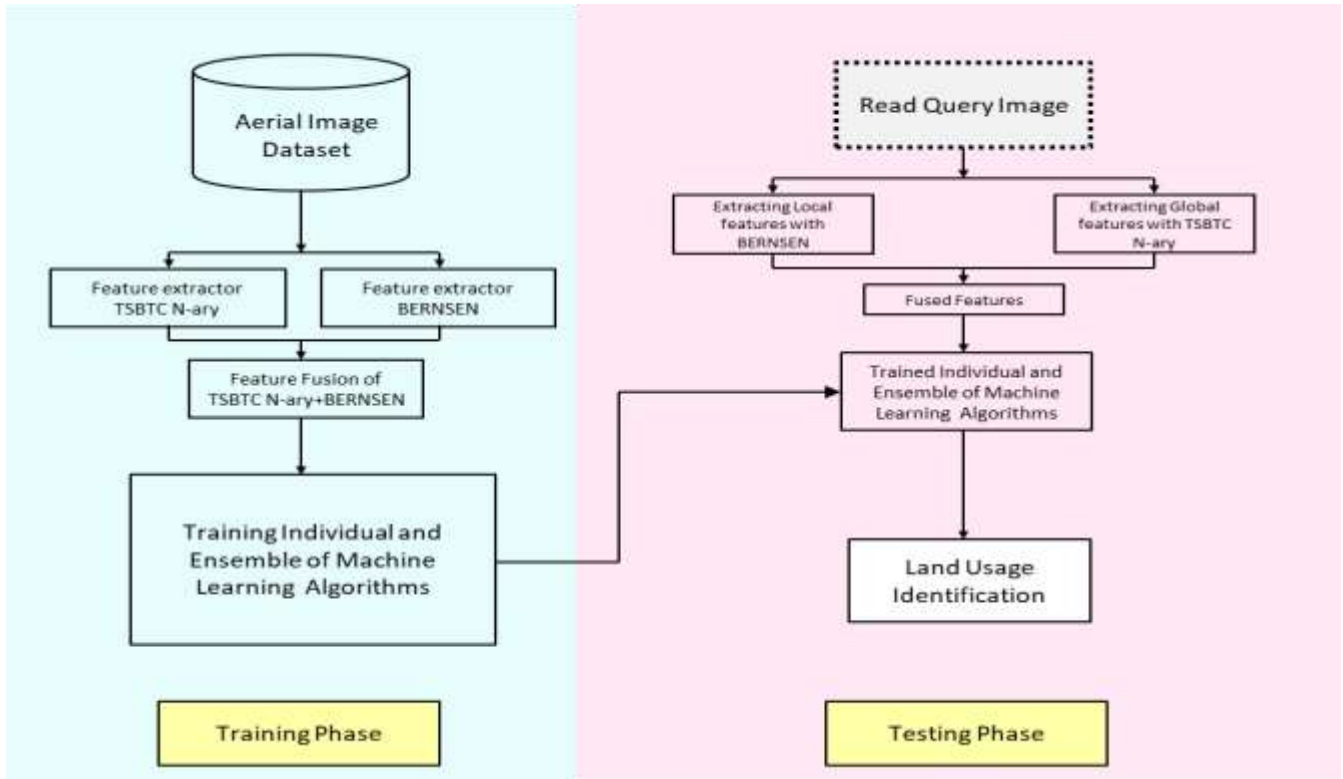 Aerial Image
Dataset
Feature extractor
TSBTC N-ary
Feature extractor
BERNSEN
Feature Fusion of
TSBTC N-ary+BERNSEN
Training Individual and
Ensemble of Machine
Learning Algorithms
Training Phase
Read Query Image
Extracting Local
features with
BERNSEN
Extracting Global
features with TSBTC
N-ary
Fused Features
Trained Individual and
Ensemble of Machine
Learning Algorithms
Land Usage
Identification
Testing Phase